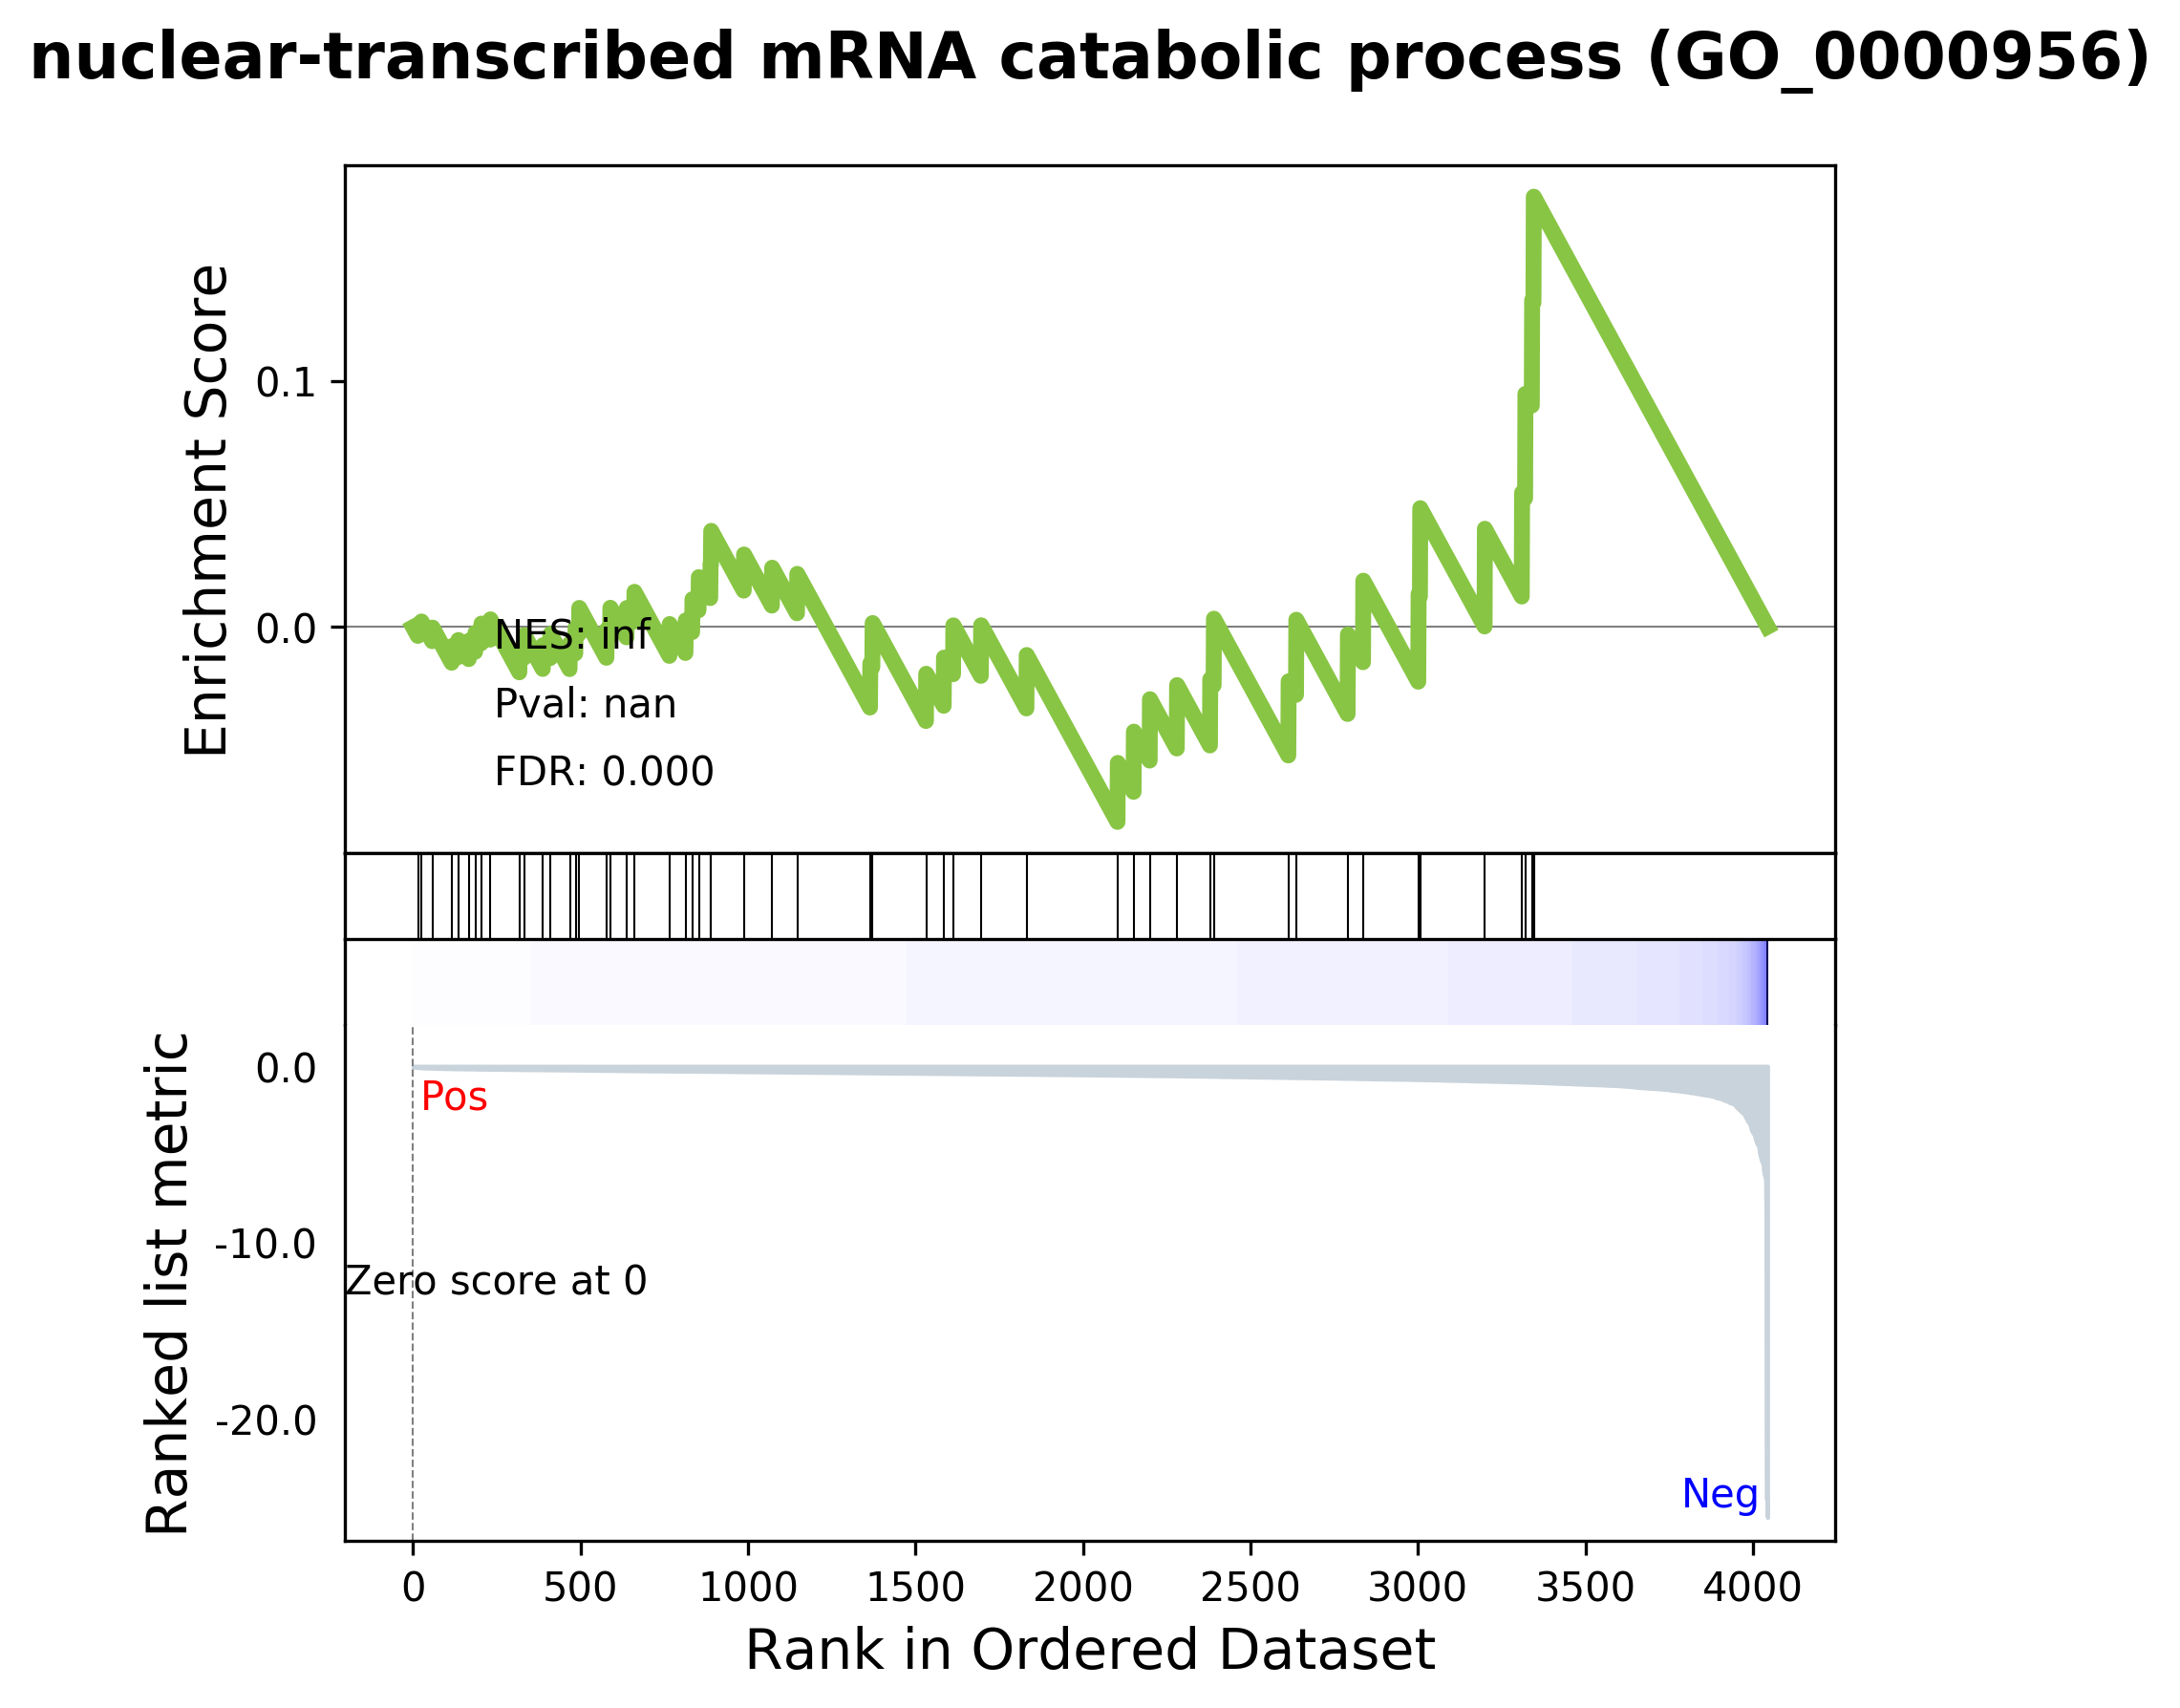 nuclear-transcribed mRNA catabolic process (GO_0000956)
Enrichment Score
0.1
0.0
NES: inf
Pval: nan
FDR: 0.000
Ranked list metric
0.0
-10.0
-20.0
Pos
Zero score at 0
Neg
0 500 1000 1500 2000 2500 3000 3500 4000
Rank in Ordered Dataset